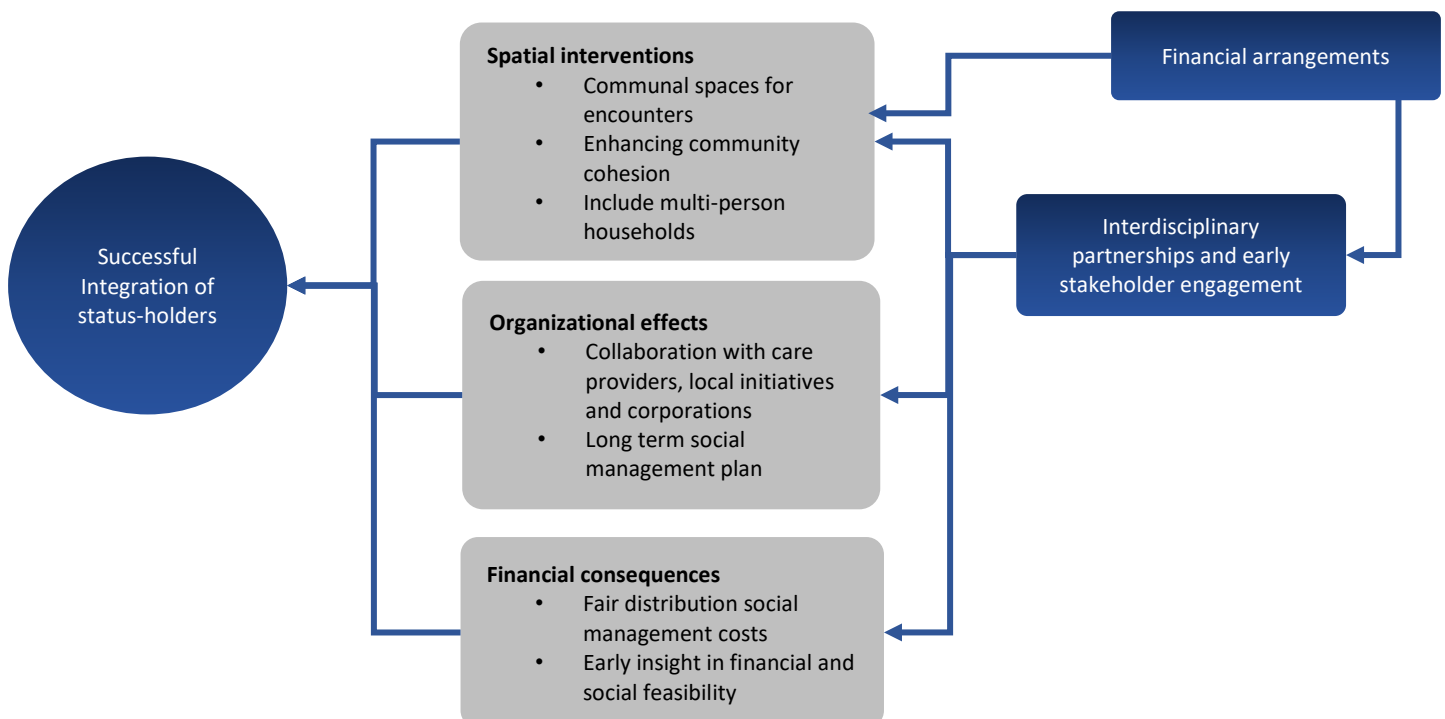 Spatial interventions
• Communal spaces for
encounters
• Enhancing community
cohesion
• Include multi-person
households
Financial arrangements
Interdisciplinary
partnerships and early
stakeholder engagement
Successful
Integration of
status-holders
Organizational effects
• Collaboration with care
providers, local initiatives
and corporations
• Long term social
management plan
Financial consequences
• Fair distribution social
management costs
• Early insight in financial and
social feasibility